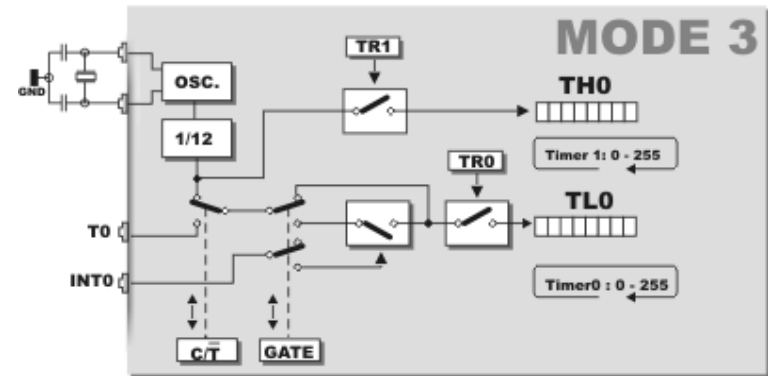 MODE 3
TR1
OSC.
GND
TH0
1/12
Timer 1: 0 - 255
TR0
TL0
T0
INT0
Timer0 : 0 - 255
C/T̅
GATE